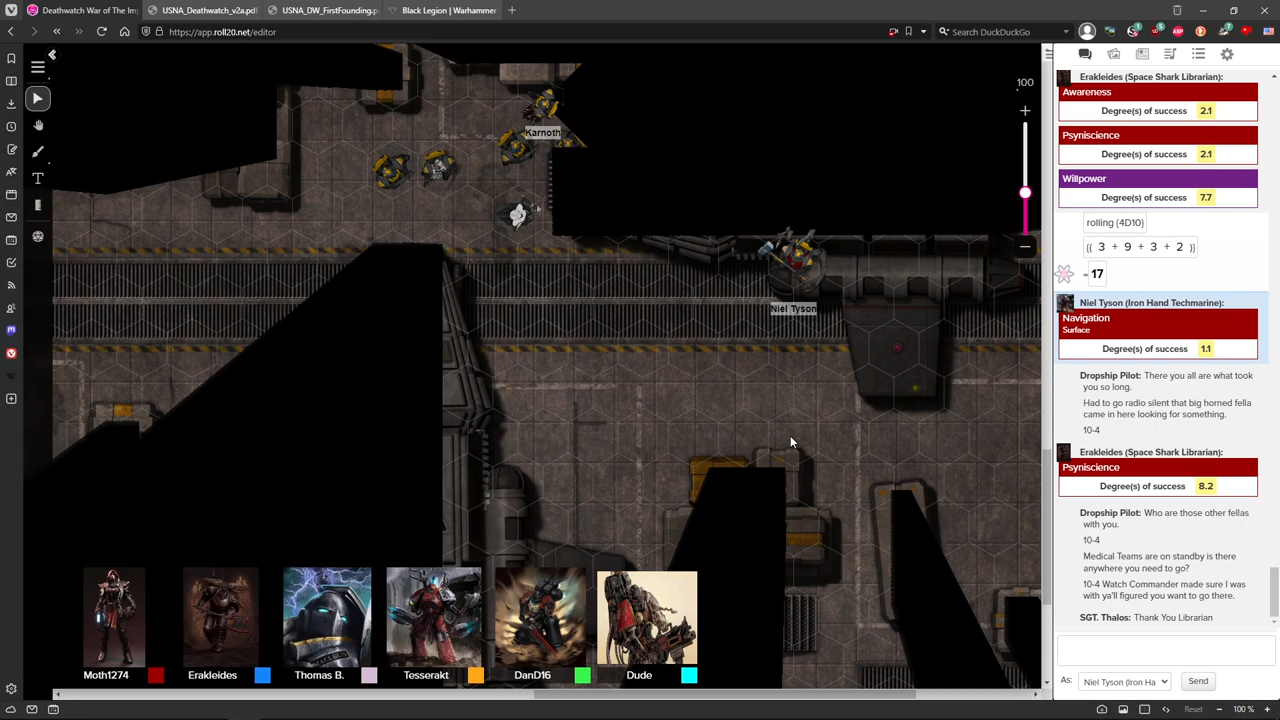 Deathwatch War of The Im
USNA_Deathwatch_v2a.pdf
USNA_DW_FirstFounding.p
Black Legion | Warhammer
https://app.roll20.net/editor
Search DuckDuckGo
100
Karnoth
Niel Tyson
Moth1274
Erakleides
Thomas B.
Tesserakt
DanD16
Dude
Erakleides (Space Shark Librarian):
Awareness
Degree(s) of success 2.1
Psyniscience
Degree(s) of success 2.1
Willpower
Degree(s) of success 7.7
rolling {4D10}
{{ 3 + 9 + 3 + 2 }}
= 17
Niel Tyson (Iron Hand Techmarine):
Navigation
Surface
Degree(s) of success 1.1
Dropship Pilot: There you all are what took
you so long.
Had to go radio silent that big horned fella
came in here looking for something.
10-4
Erakleides (Space Shark Librarian):
Psyniscience
Degree(s) of success 8.2
Dropship Pilot: Who are those other fellas
with you.
10-4
Medical Teams are on standby is there
anywhere you need to go?
10-4 Watch Commander made sure I was
with ya'll figured you want to go there.
SGT. Thalos: Thank You Librarian
As: Niel Tyson (Iron Ha
Send
Reset 100 %